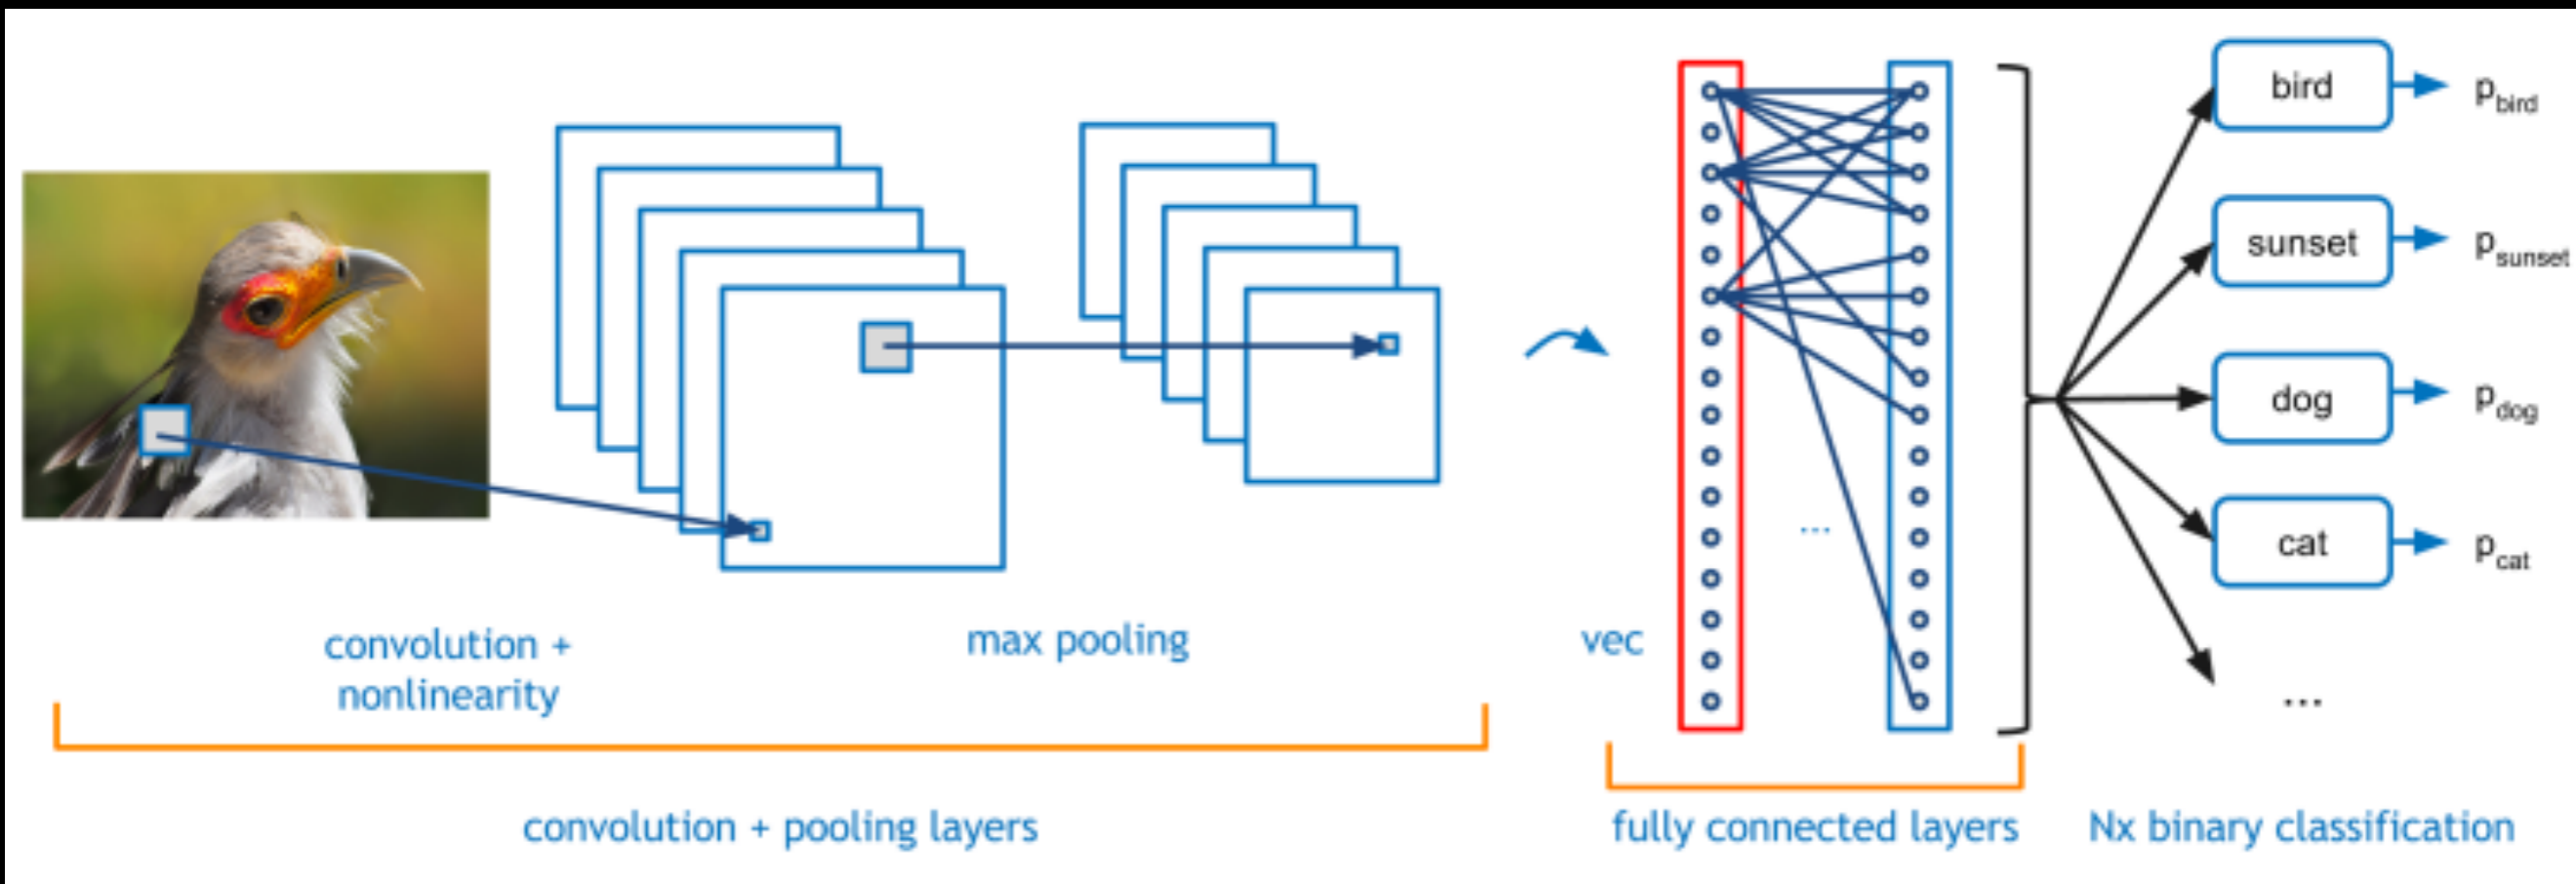 bird
p_bird
sunset
p_sunset
dog
p_dog
cat
p_cat
...
...
convolution +
nonlinearity
max pooling
vec
convolution + pooling layers
fully connected layers
Nx binary classification